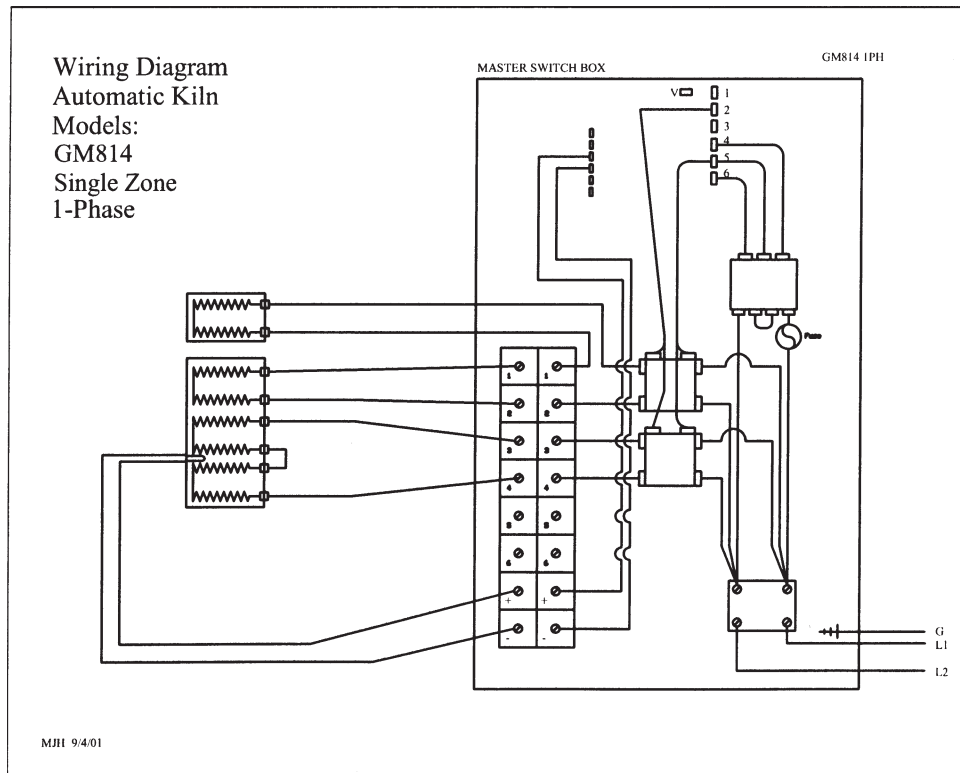 Wiring Diagram
Automatic Kiln
Models:
GM814
Single Zone
1-Phase
MASTER SWITCH BOX
GM814 1PH
V
1
2
3
4
5
6
Fuse
1 1
2 2
3 3
4 4
5 5
6 6
+ +
- -
G
L1
L2
MJH 9/4/01